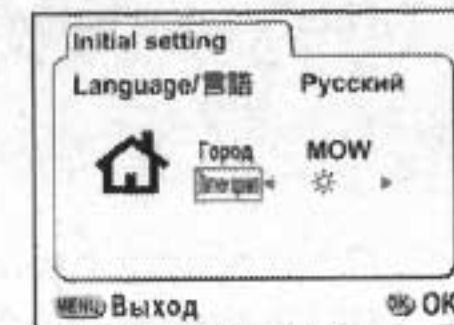 Initial setting
Language/言語 Русский
Город MOW
MENU Выход OK OK